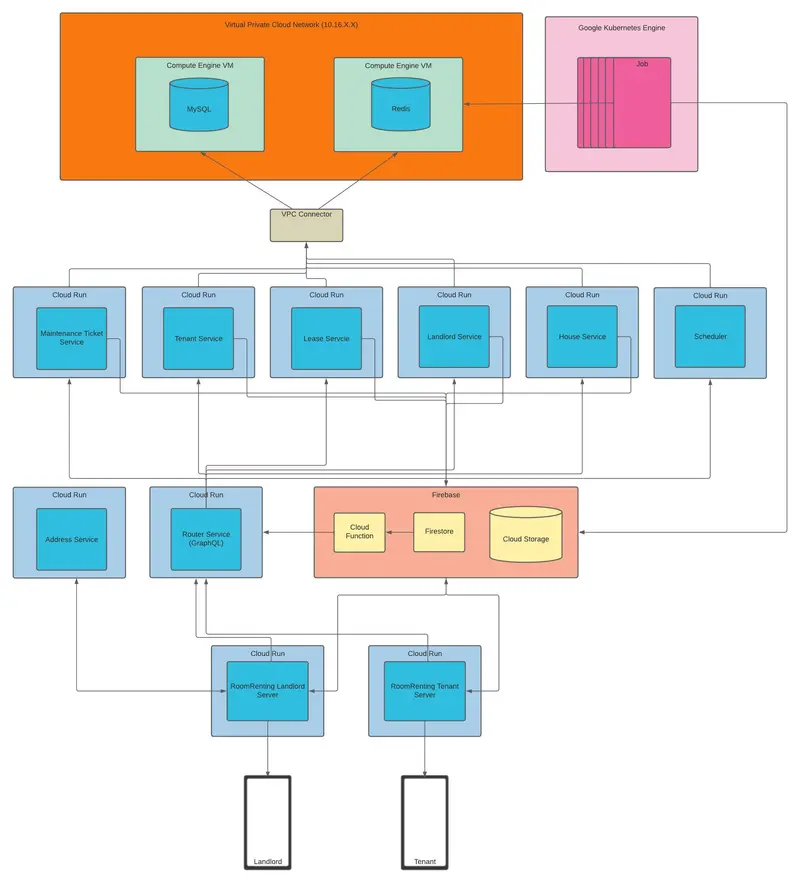 Virtual Private Cloud Network (10.16.X.X)
Google Kubernetes Engine
Compute Engine VM
Compute Engine VM
Job
MySQL
Redis
VPC Connector
Cloud Run
Cloud Run
Cloud Run
Cloud Run
Cloud Run
Cloud Run
Maintenance Ticket
Service
Tenant Service
Lease Servcie
Landlord Service
House Service
Scheduler
Cloud Run
Cloud Run
Firebase
Address Service
Router Service
(GraphQL)
Cloud
Function
Firestore
Cloud Storage
Cloud Run
Cloud Run
RoomRenting Landlord
Server
RoomRenting Tenant
Server
Landlord
Tenant